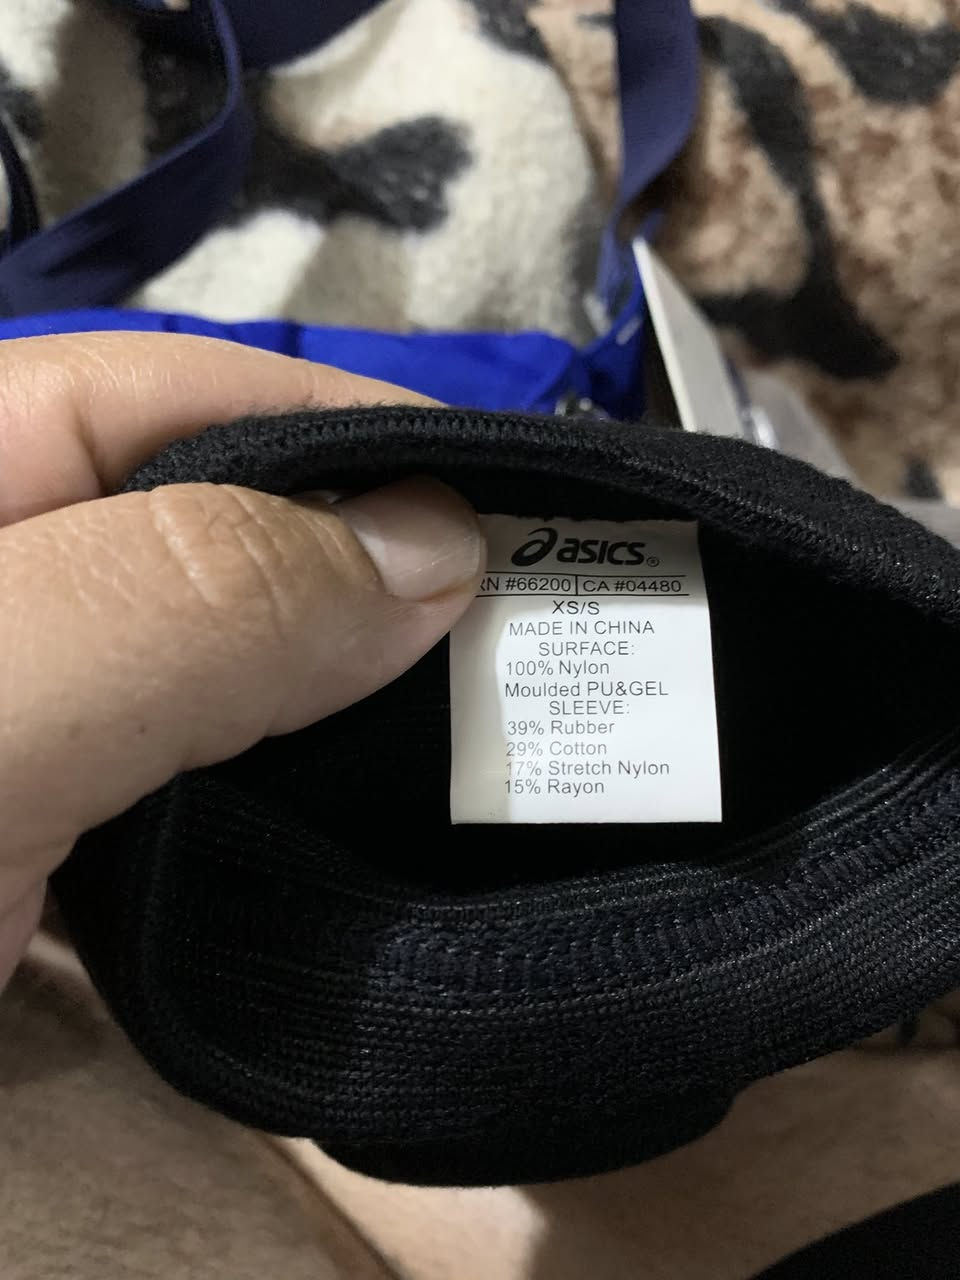 asics®
RN #66200 CA #04480
XS/S
MADE IN CHINA
SURFACE:
100% Nylon
Moulded PU&GEL
SLEEVE:
39% Rubber
29% Cotton
17% Stretch Nylon
15% Rayon